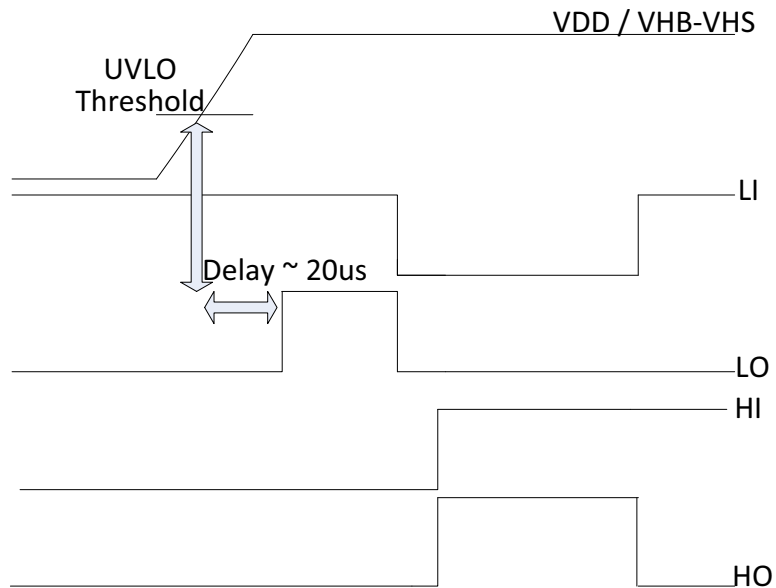 VDD / VHB-VHS
UVLO
Threshold
LI
Delay ~ 20us
LO
HI
HO